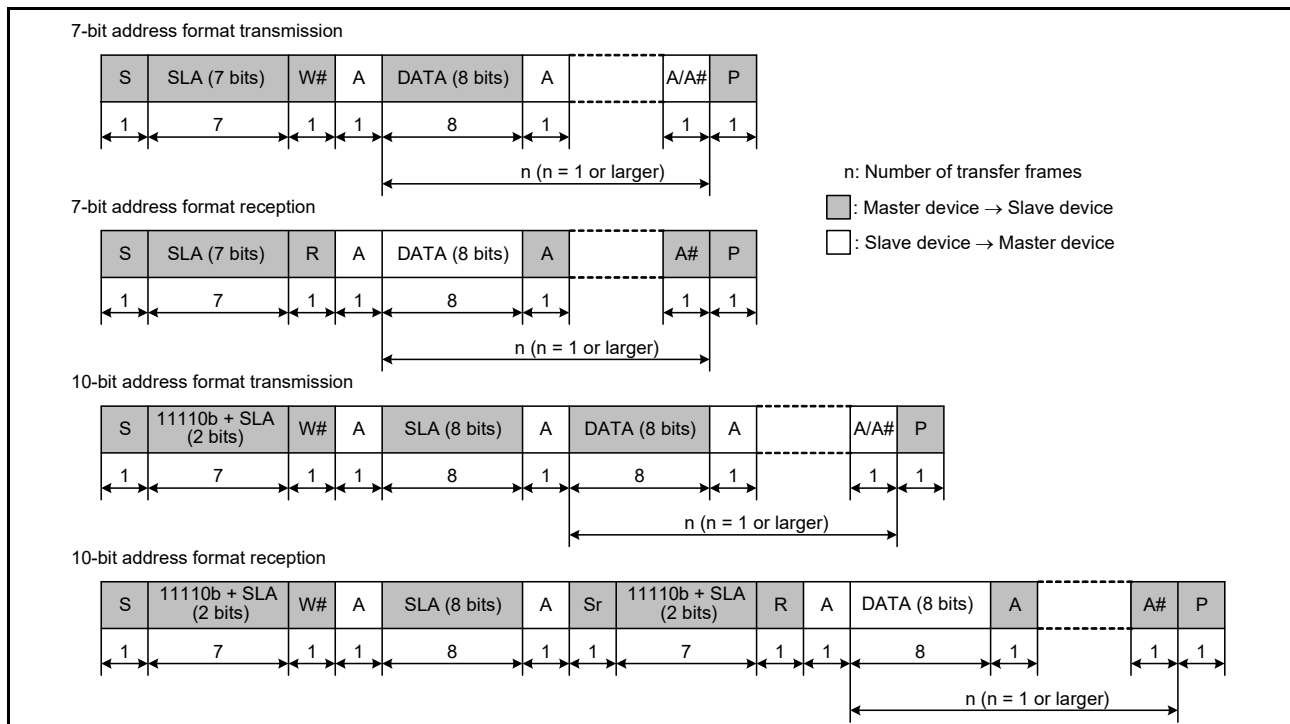 7-bit address format transmission
S SLA (7 bits) W# A DATA (8 bits) A A/A# P
1 7 1 1 8 1 1 1
n (n = 1 or larger)
n: Number of transfer frames
: Master device → Slave device
: Slave device → Master device
7-bit address format reception
S SLA (7 bits) R A DATA (8 bits) A A# P
1 7 1 1 8 1 1 1
n (n = 1 or larger)
10-bit address format transmission
S 11110b + SLA (2 bits) W# A SLA (8 bits) A DATA (8 bits) A A/A# P
1 7 1 1 8 1 8 1 1 1
n (n = 1 or larger)
10-bit address format reception
S 11110b + SLA (2 bits) W# A SLA (8 bits) A Sr 11110b + SLA (2 bits) R A DATA (8 bits) A A# P
1 7 1 1 8 1 1 7 1 1 8 1 1 1
n (n = 1 or larger)